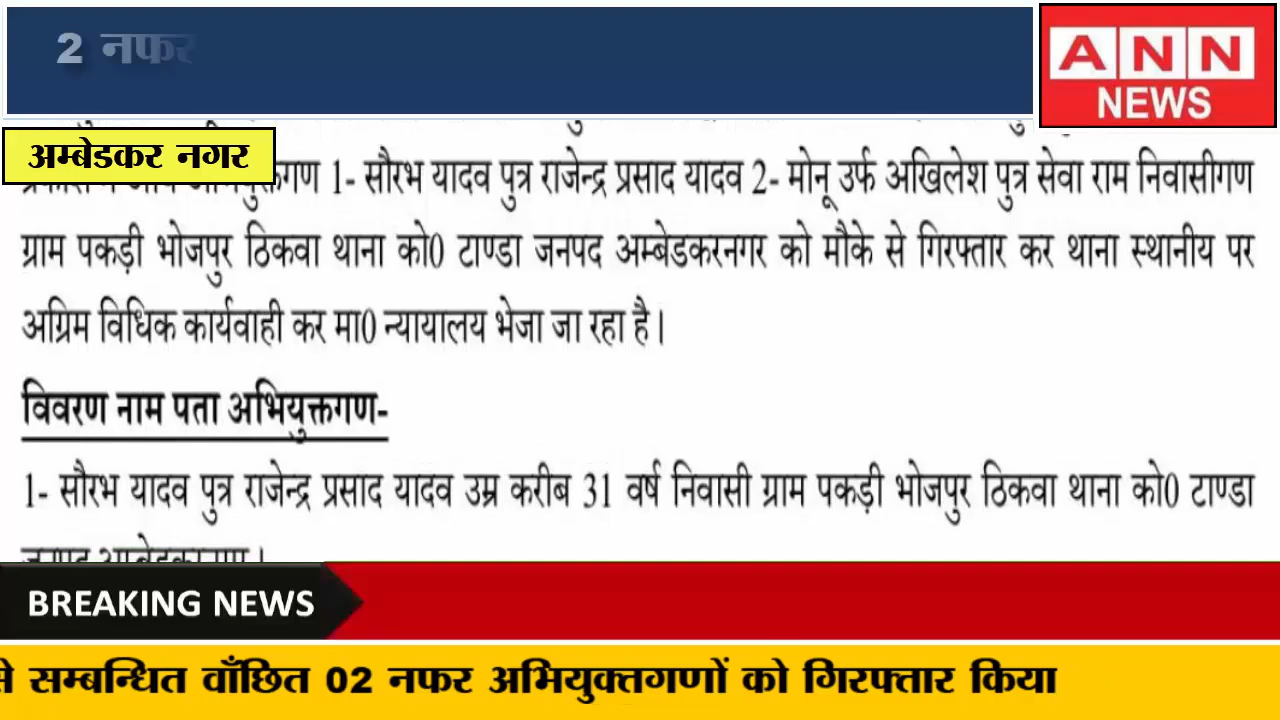 2 नफर
ANN
NEWS
अम्बेडकर नगर
1- सौरभ यादव पुत्र राजेन्द्र प्रसाद यादव 2- मोनू उर्फ अखिलेश पुत्र सेवा राम निवासीगण
ग्राम पकड़ी भोजपुर ठिकवा थाना को0 टाण्डा जनपद अम्बेडकरनगर को मौके से गिरफ्तार कर थाना स्थानीय पर
अग्रिम विधिक कार्यवाही कर मा0 न्यायालय भेजा जा रहा है।
विवरण नाम पता अभियुक्तगण-
1- सौरभ यादव पुत्र राजेन्द्र प्रसाद यादव उम्र करीब 31 वर्ष निवासी ग्राम पकड़ी भोजपुर ठिकवा थाना को0 टाण्डा
BREAKING NEWS
से सम्बन्धित वाँछित 02 नफर अभियुक्तगणों को गिरफ्तार किया